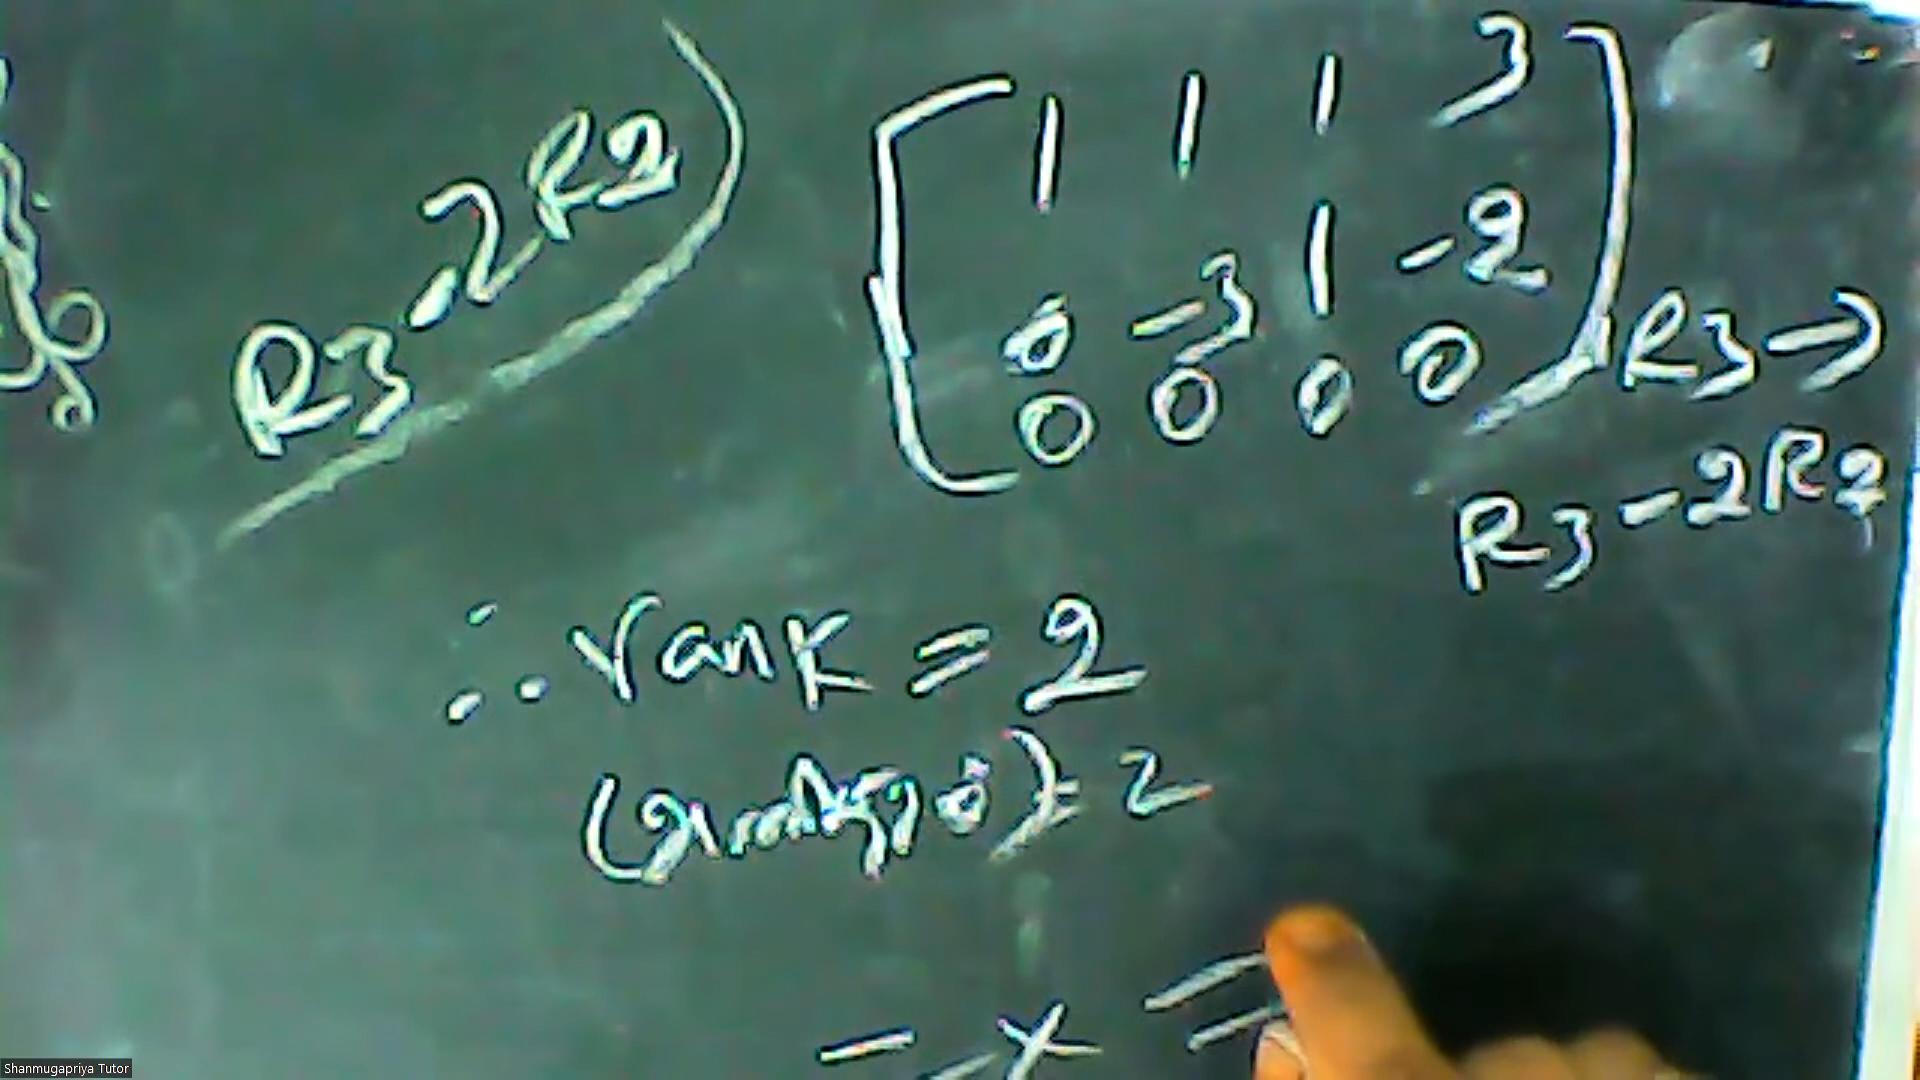 R3-2R2
1 1 1 3
0 -3 1 -2
0 0 0 0
R3 →
R3 - 2R2
∴ rank = 2
= 2
- x =
Shanmugapriya Tutor